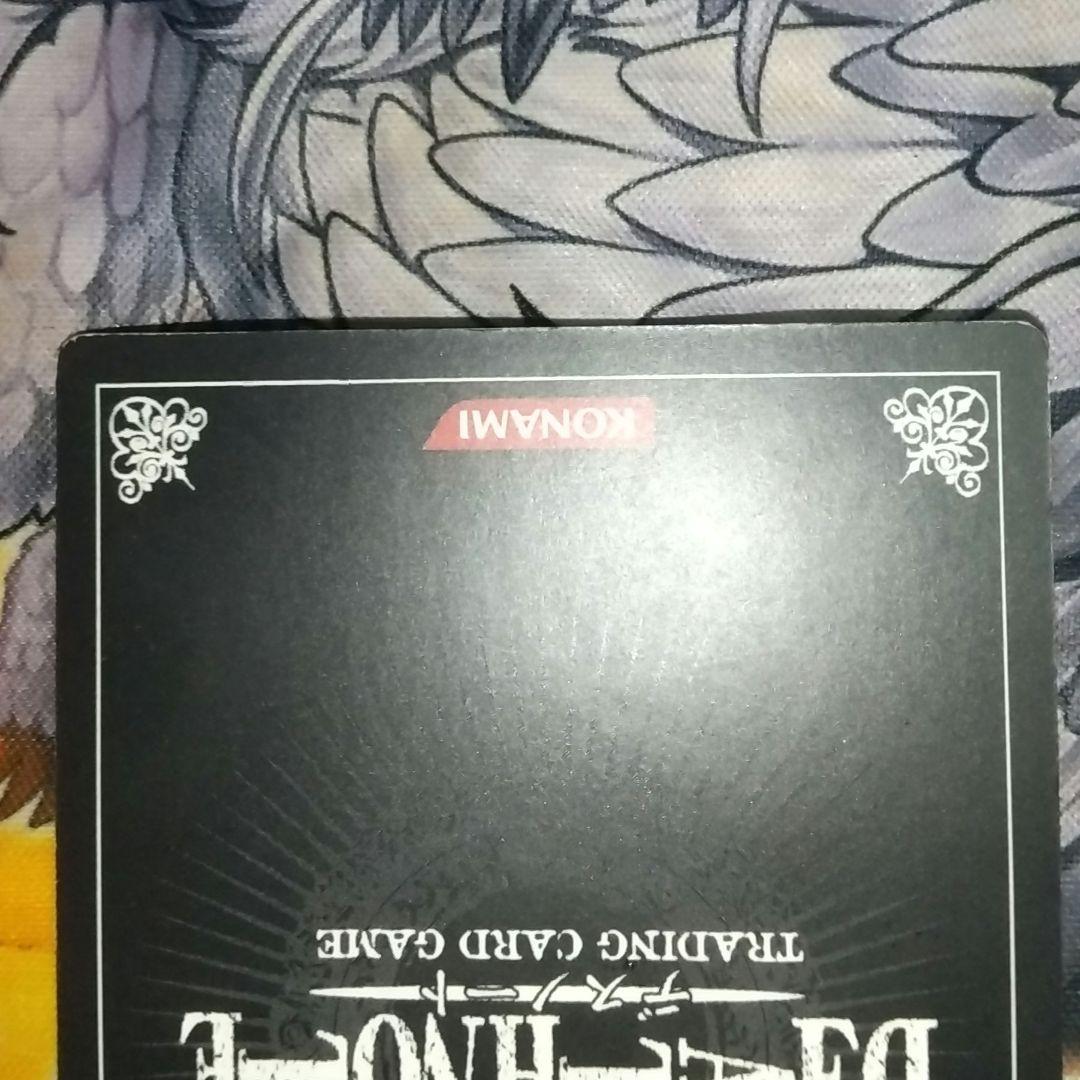 DEATH NOTE
デスノート
TRADING CARD GAME
KONAMI